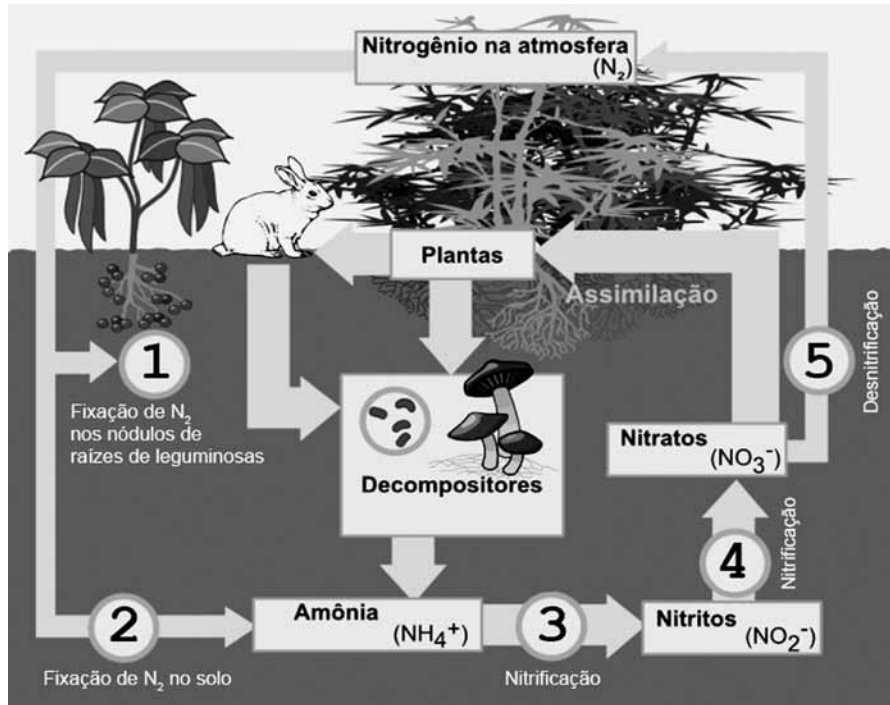 Nitrogênio na atmosfera
(N₂)
Plantas
Assimilação
1
Fixação de N₂
nos nódulos de
raízes de leguminosas
Decompositores
5
Desnitrificação
Nitratos
(NO₃⁻)
4
Nitrificação
2
Fixação de N₂ no solo
Amônia
(NH₄⁺)
3
Nitrificação
Nitritos
(NO₂⁻)